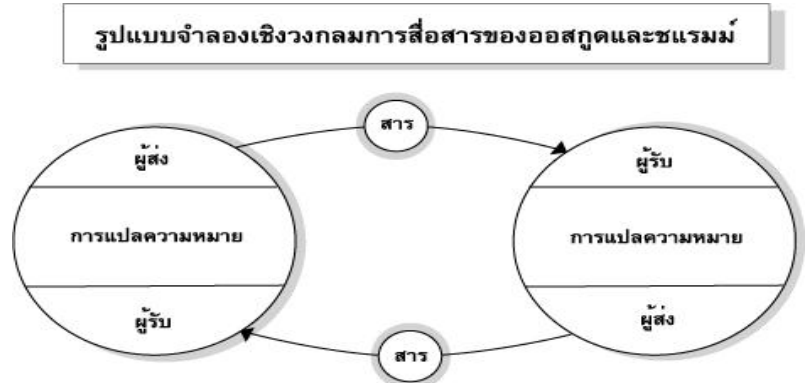 รูปแบบจำลองเชิงวงกลมการสื่อสารของออสกูดและชแรมม์
สาร
ผู้ส่ง
ผู้รับ
การแปลความหมาย
การแปลความหมาย
ผู้รับ
ผู้ส่ง
สาร